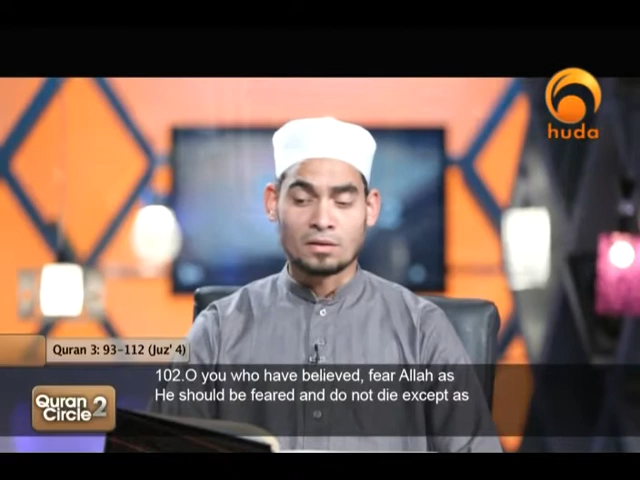 huda
Quran 3: 93-112 (Juz' 4)
102.O you who have believed, fear Allah as
He should be feared and do not die except as
Quran
Circle 2